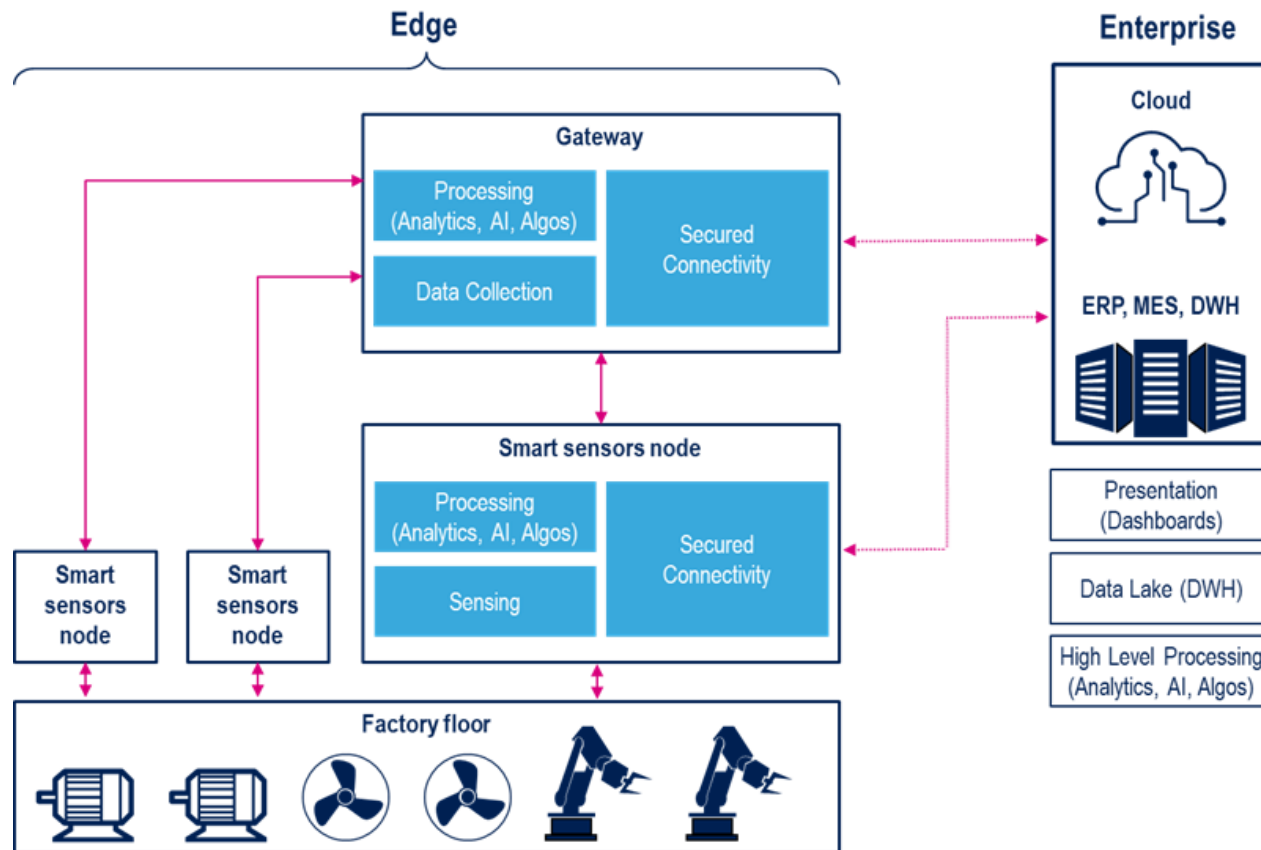 Edge
Enterprise
Gateway
Processing
(Analytics, AI, Algos)
Data Collection
Secured
Connectivity
Cloud
ERP, MES, DWH
Smart sensors node
Processing
(Analytics, AI, Algos)
Sensing
Secured
Connectivity
Smart
sensors
node
Smart
sensors
node
Presentation
(Dashboards)
Data Lake (DWH)
High Level Processing
(Analytics, AI, Algos)
Factory floor